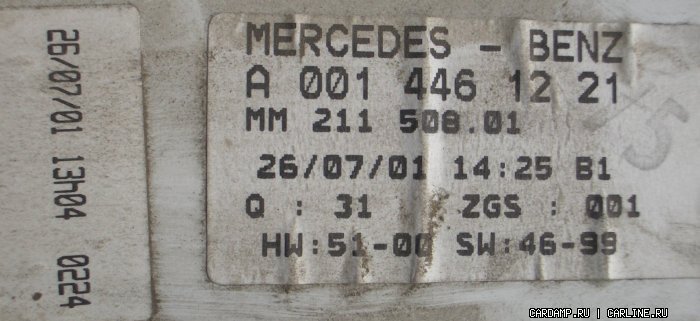 26/07/01 13h04 0224
MERCEDES - BENZ
A 001 446 12 21
MM 211 508.01
26/07/01 14:25 B1
Q : 31 ZGS : 001
HW:51-00 SW:46-99
CARDAMP.RU | CARLINE.RU